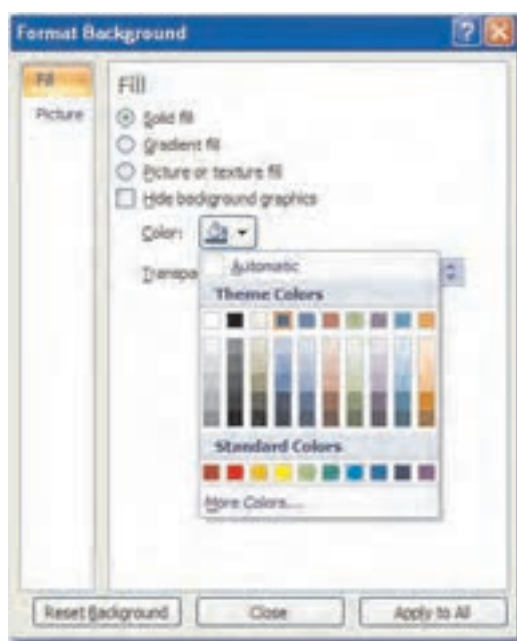 Format Background
Fill
Picture
Fill
Solid fill
Gradient fill
Picture or texture fill
Hide background graphics
Color:
Automatic
Transpa
Theme Colors
Standard Colors
More Colors...
Reset Background
Close
Apply to All